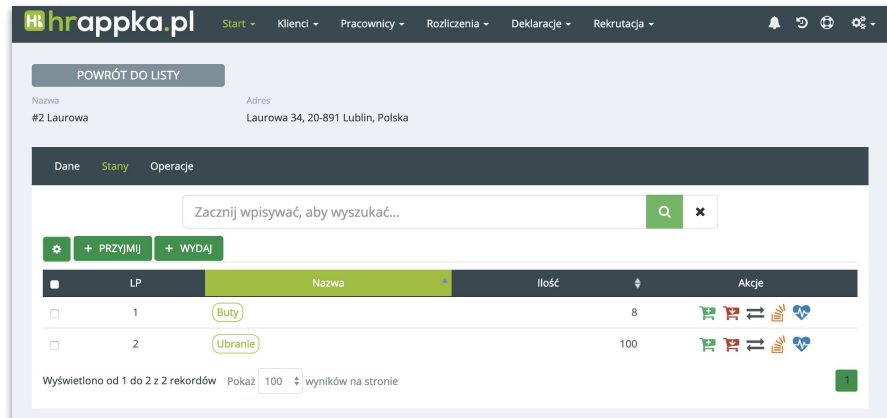 hrappka.pl Start Klienci Pracownicy Rozliczenia Deklaracje Rekrutacja
POWRÓT DO LISTY
Nazwa Adres
#2 Laurowa Laurowa 34, 20-891 Lublin, Polska
Dane Stany Operacje
Zacznij wpisywać, aby wyszukać...
+ PRZYJMIJ + WYDAJ
LP Nazwa Ilość Akcje
1 Buty 8
2 Ubranie 100
Wyświetlono od 1 do 2 z 2 rekordów Pokaż 100 wyników na stronie 1